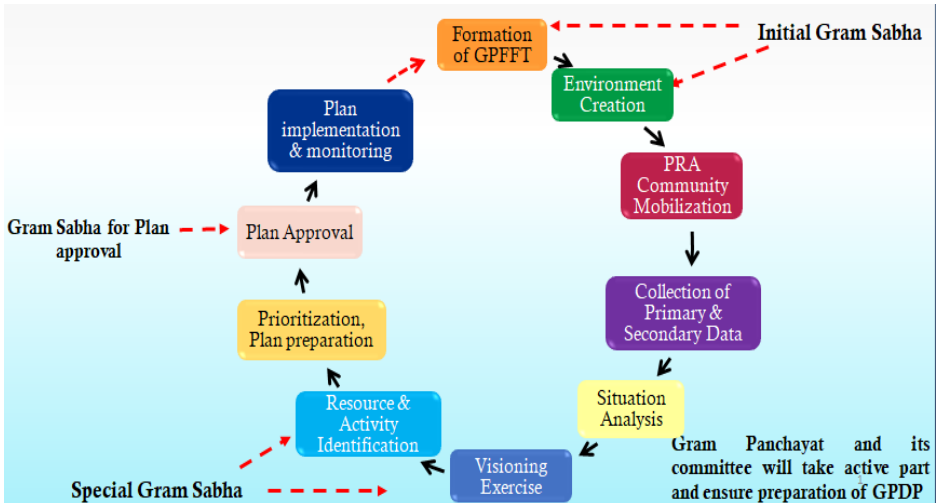 Formation
of GPFFT
Initial Gram Sabha
Environment
Creation
Plan
implementation
& monitoring
PRA
Community
Mobilization
Gram Sabha for Plan
approval
Plan Approval
Collection of
Primary &
Secondary Data
Prioritization,
Plan preparation
Situation
Analysis
Resource &
Activity
Identification
Visioning
Exercise
Special Gram Sabha
Gram Panchayat and its
committee will take active part
and ensure preparation of GPDP
1